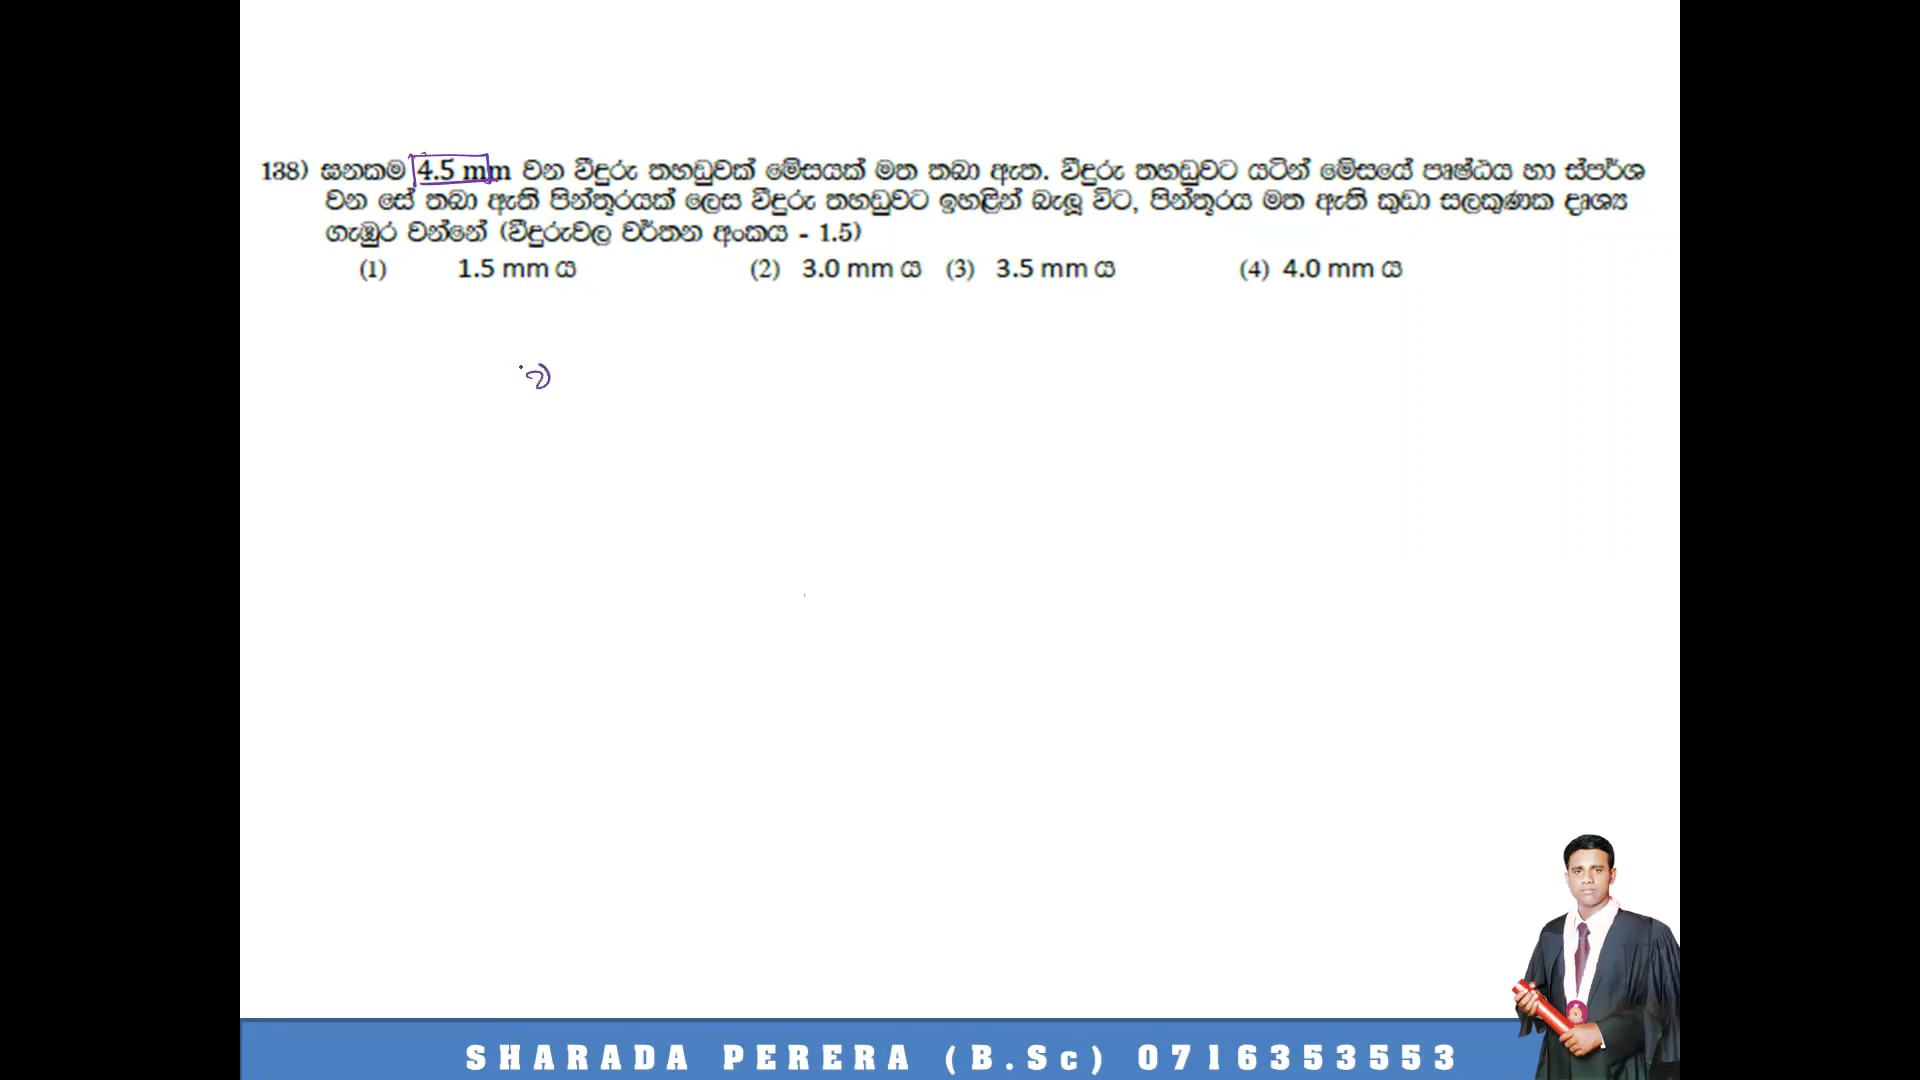 138) ඝනකම 4.5 mm වන වීදුරු තහඩුවක් මේසයක් මත තබා ඇත. වීදුරු තහඩුවට යටින් මේසයේ පෘෂ්ඨය හා ස්පර්ශ
වන සේ තබා ඇති පින්තූරයක් ලෙස වීදුරු තහඩුවට ඉහළින් බැලූ විට, පින්තූරය මත ඇති කුඩා සලකුණක දෘශ්‍ය
ගැඹුර වන්නේ (වීදුරුවල වර්තන අංකය - 1.5)
(1) 1.5 mm ය (2) 3.0 mm ය (3) 3.5 mm ය (4) 4.0 mm ය
SHARADA PERERA (B.Sc) 0716353553